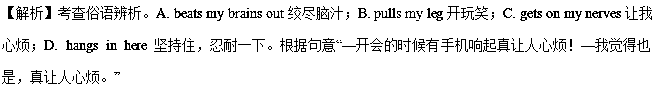 【解析】考查俗语辨析。A. beats my brains out 绞尽脑汁；B. pulls my leg 开玩笑；C. gets on my nerves 让我
心烦；D. hangs in here 坚持住，忍耐一下。根据句意“—开会的时候有手机响起真让人心烦！—我觉得也
是，真让人心烦。”